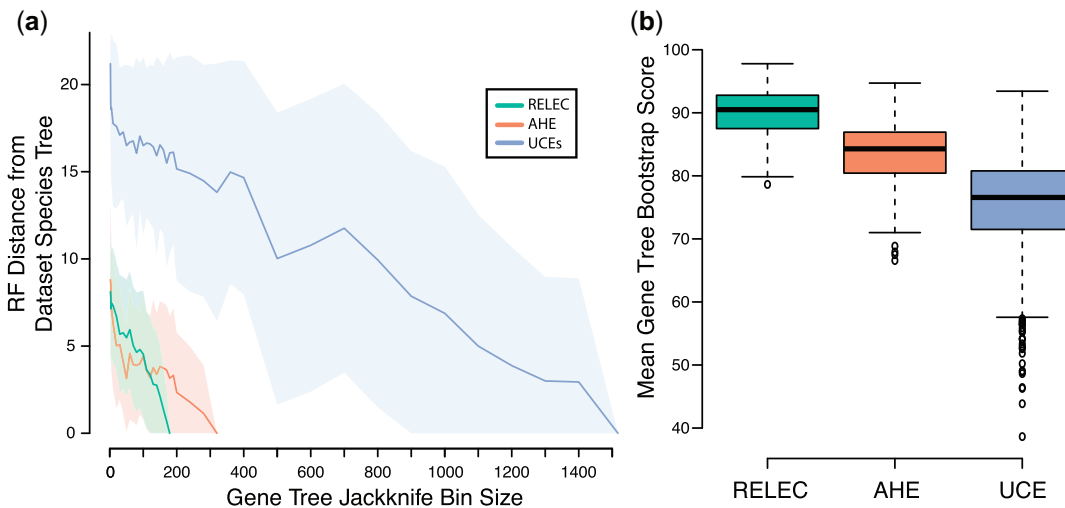 (a)
RF Distance from
Dataset Species Tree
20
15
10
5
0
RELEC
AHE
UCEs
0 200 400 600 800 1000 1200 1400
Gene Tree Jackknife Bin Size
(b)
Mean Gene Tree Bootstrap Score
100
90
80
70
60
50
40
RELEC AHE UCE